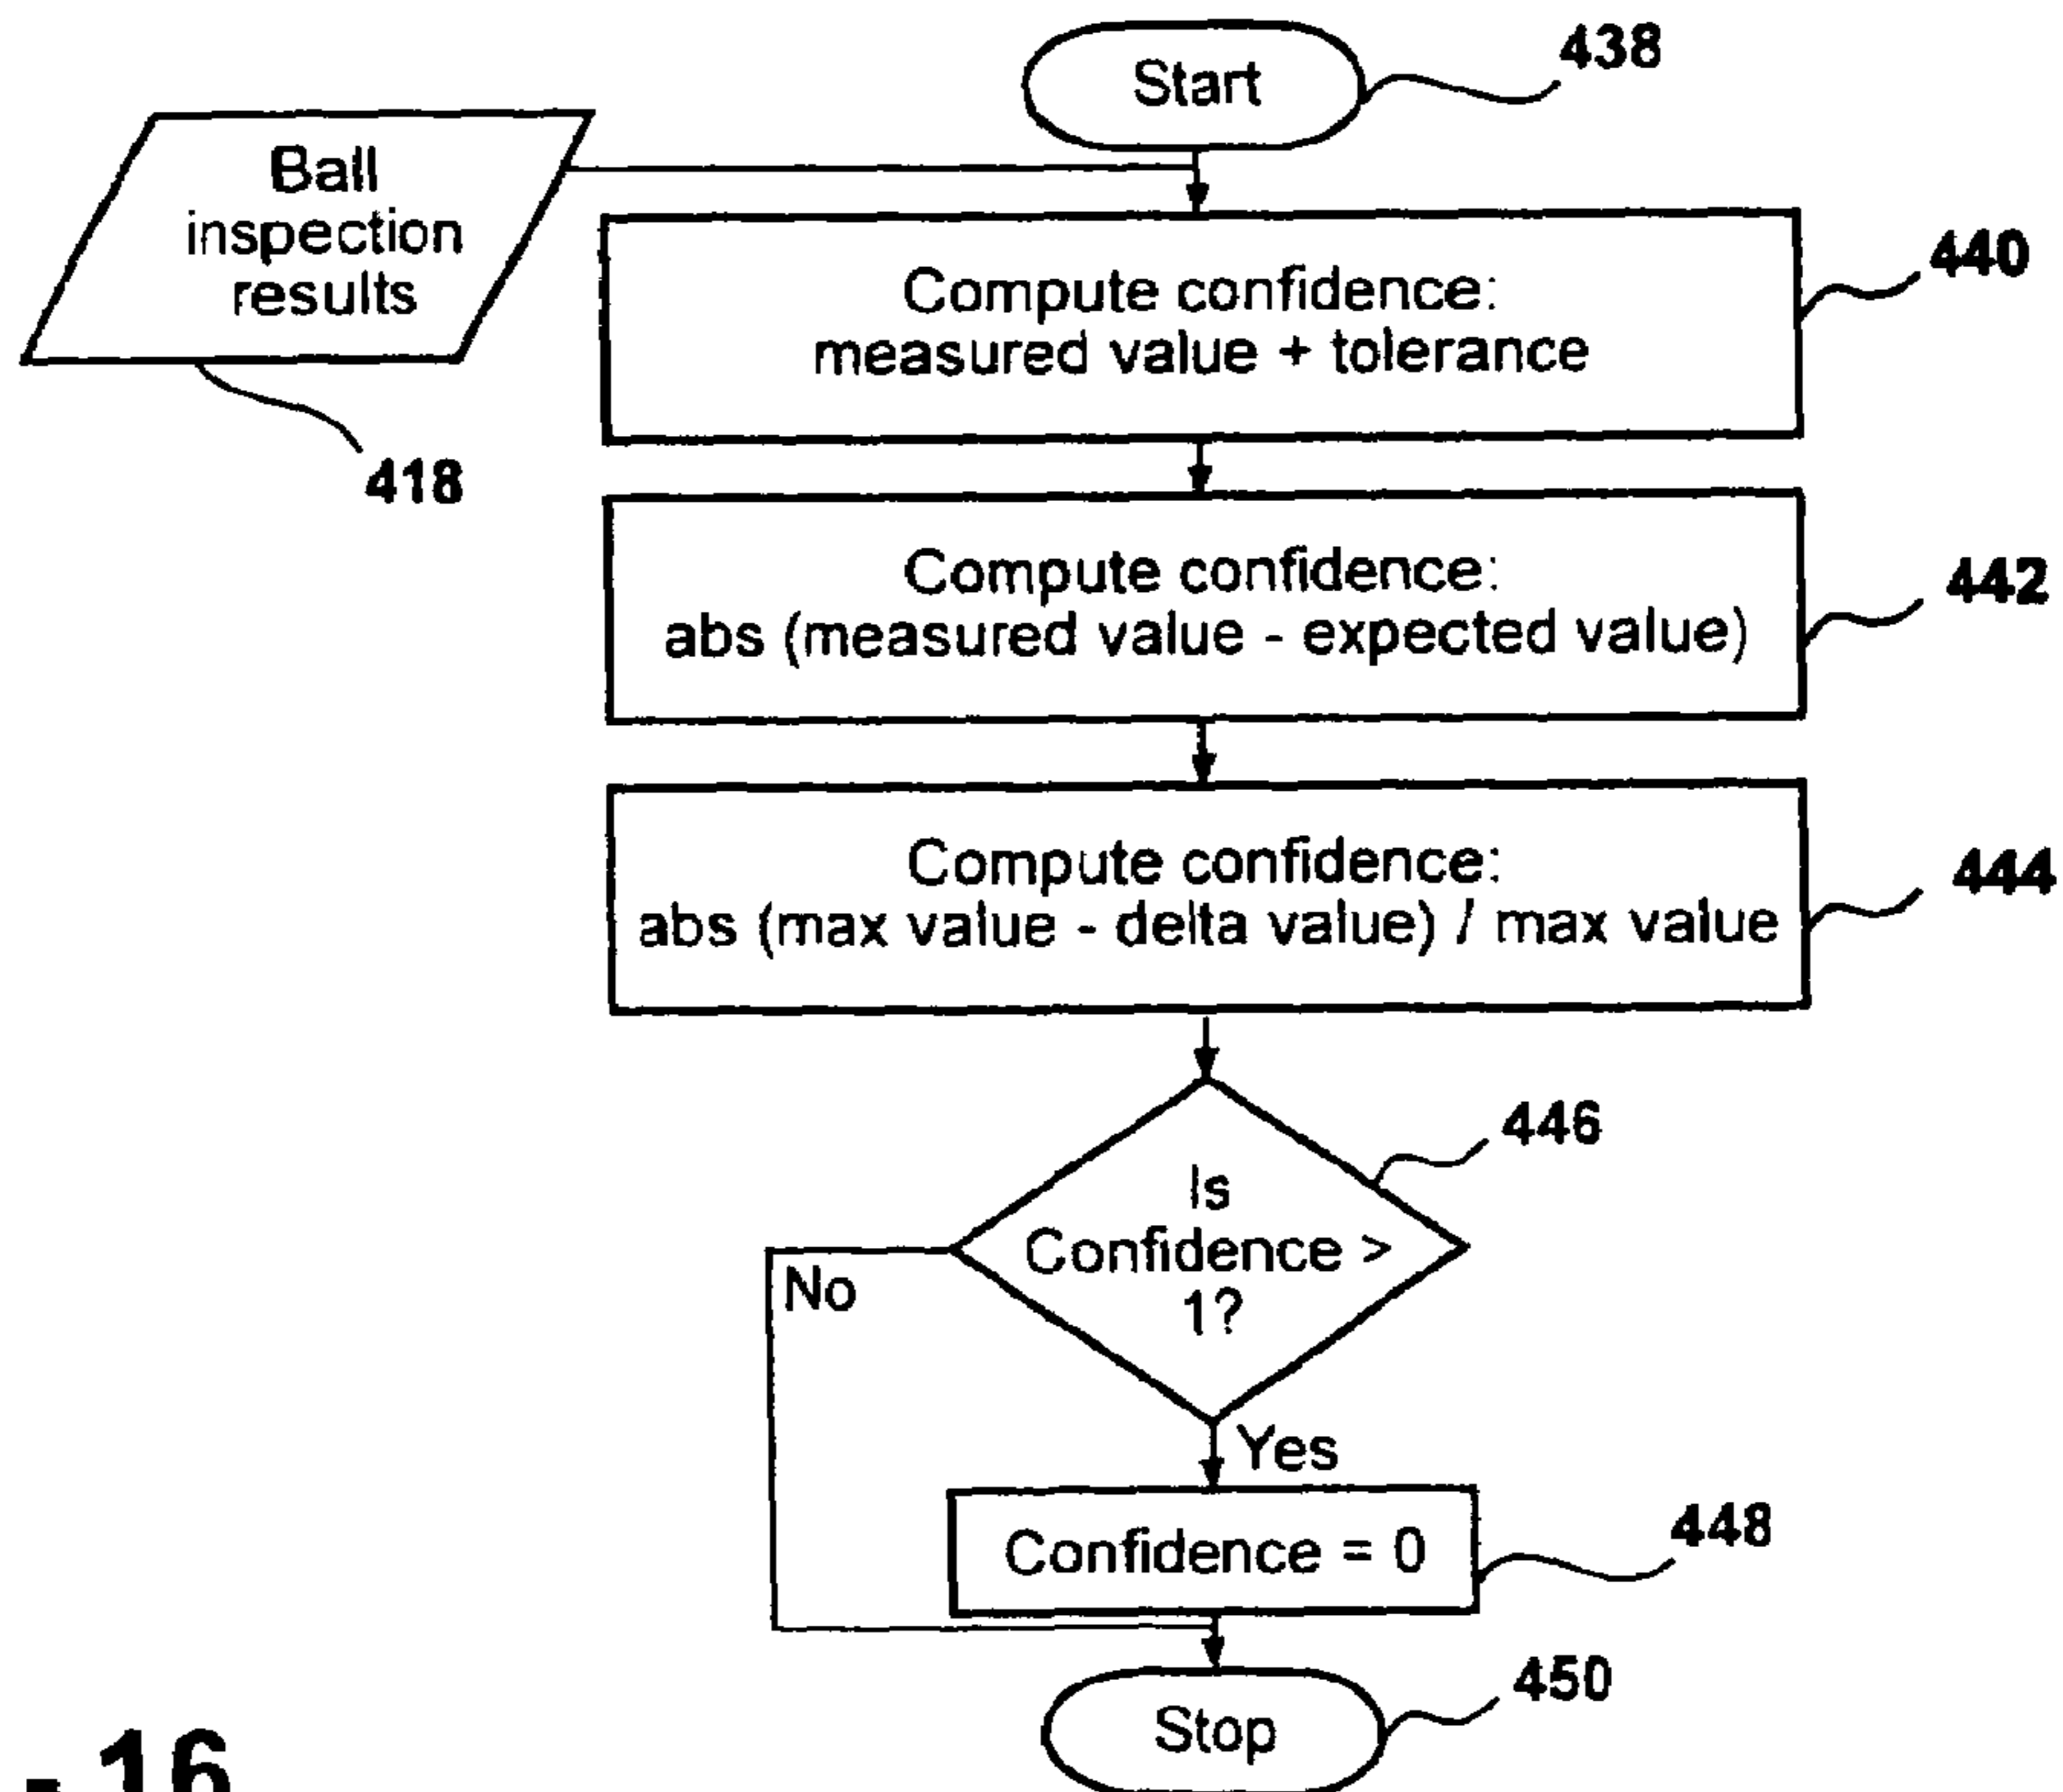 Start
438
Ball
inspection
results
418
Compute confidence:
measured value + tolerance
440
Compute confidence:
abs (measured value - expected value)
442
Compute confidence:
abs (max value - delta value) / max value
444
Is
Confidence >
1?
446
No
Yes
Confidence = 0
448
Stop
450
- 16